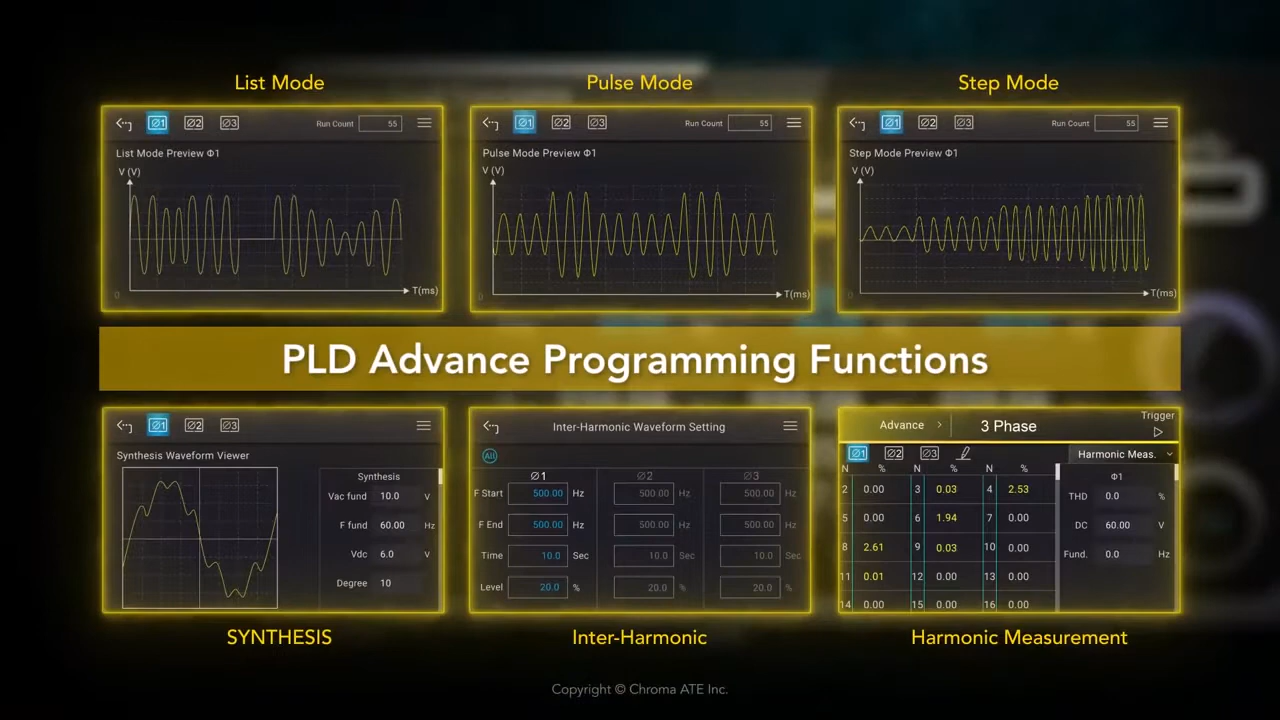 List Mode
Pulse Mode
Step Mode
Ø1 Ø2 Ø3 Run Count 55
List Mode Preview Φ1
V (V)
0
T(ms)
Ø1 Ø2 Ø3 Run Count 55
Pulse Mode Preview Φ1
V (V)
0
T(ms)
Ø1 Ø2 Ø3 Run Count 55
Step Mode Preview Φ1
V (V)
0
T(ms)
PLD Advance Programming Functions
Ø1 Ø2 Ø3
Synthesis Waveform Viewer
Synthesis
Vac fund 10.0 V
F fund 60.00 Hz
Vdc 6.0 V
Degree 10
Inter-Harmonic Waveform Setting
All
Ø1 Ø2 Ø3
F Start 500.00 Hz 500.00 Hz 500.00 Hz
F End 500.00 Hz 500.00 Hz 500.00 Hz
Time 10.0 Sec 10.0 Sec 10.0 Sec
Level 20.0 % 20.0 % 20.0 %
Advance > 3 Phase Trigger
Ø1 Ø2 Ø3 Harmonic Meas.
N % N % N % Φ1
2 0.00 3 0.03 4 2.53 THD 0.0 %
5 0.00 6 1.94 7 0.00 DC 60.00 V
8 2.61 9 0.03 10 0.00 Fund. 0.0 Hz
11 0.01 12 0.00 13 0.00
14 0.00 15 0.00 16 0.00
SYNTHESIS
Inter-Harmonic
Harmonic Measurement
Copyright © Chroma ATE Inc.